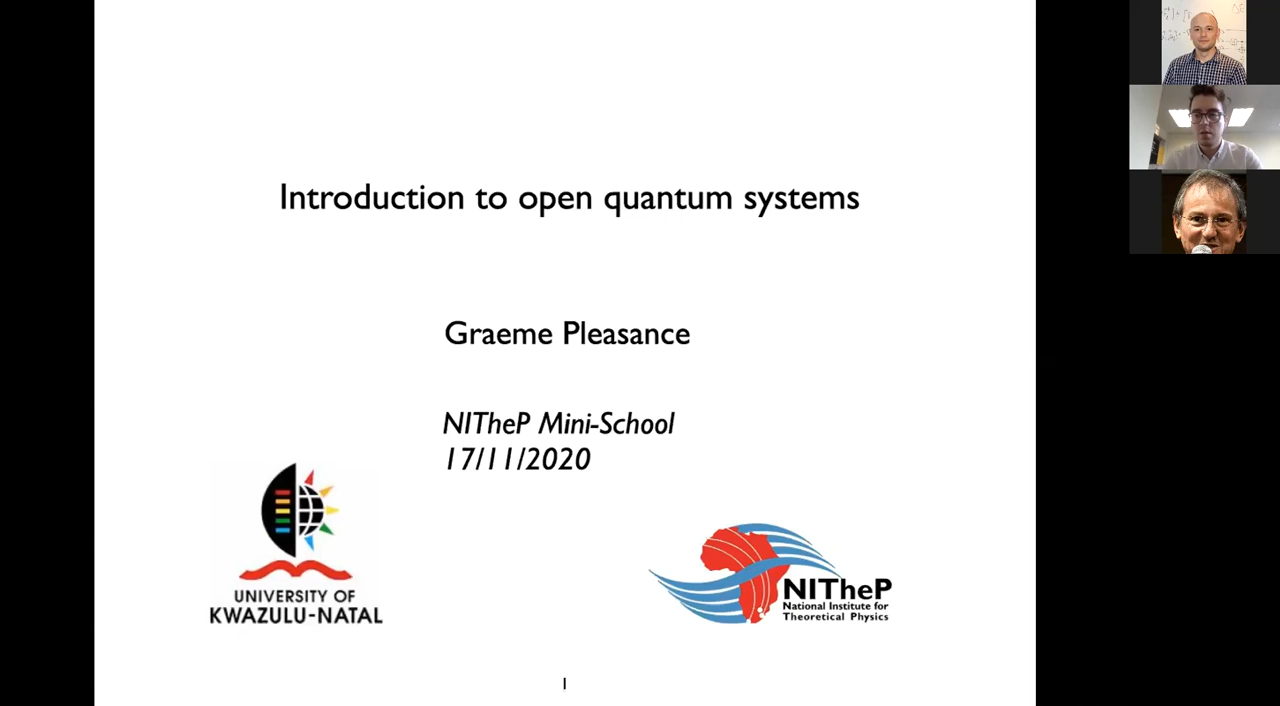 Introduction to open quantum systems
Graeme Pleasance
NITheP Mini-School
17/11/2020
UNIVERSITY OF
KWAZULU-NATAL
NITheP
National Institute for
Theoretical Physics
1